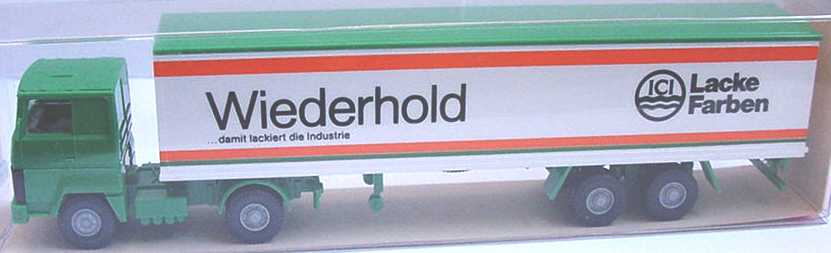 Wiederhold
...damit lackiert die Industrie
ICI
Lacke
Farben